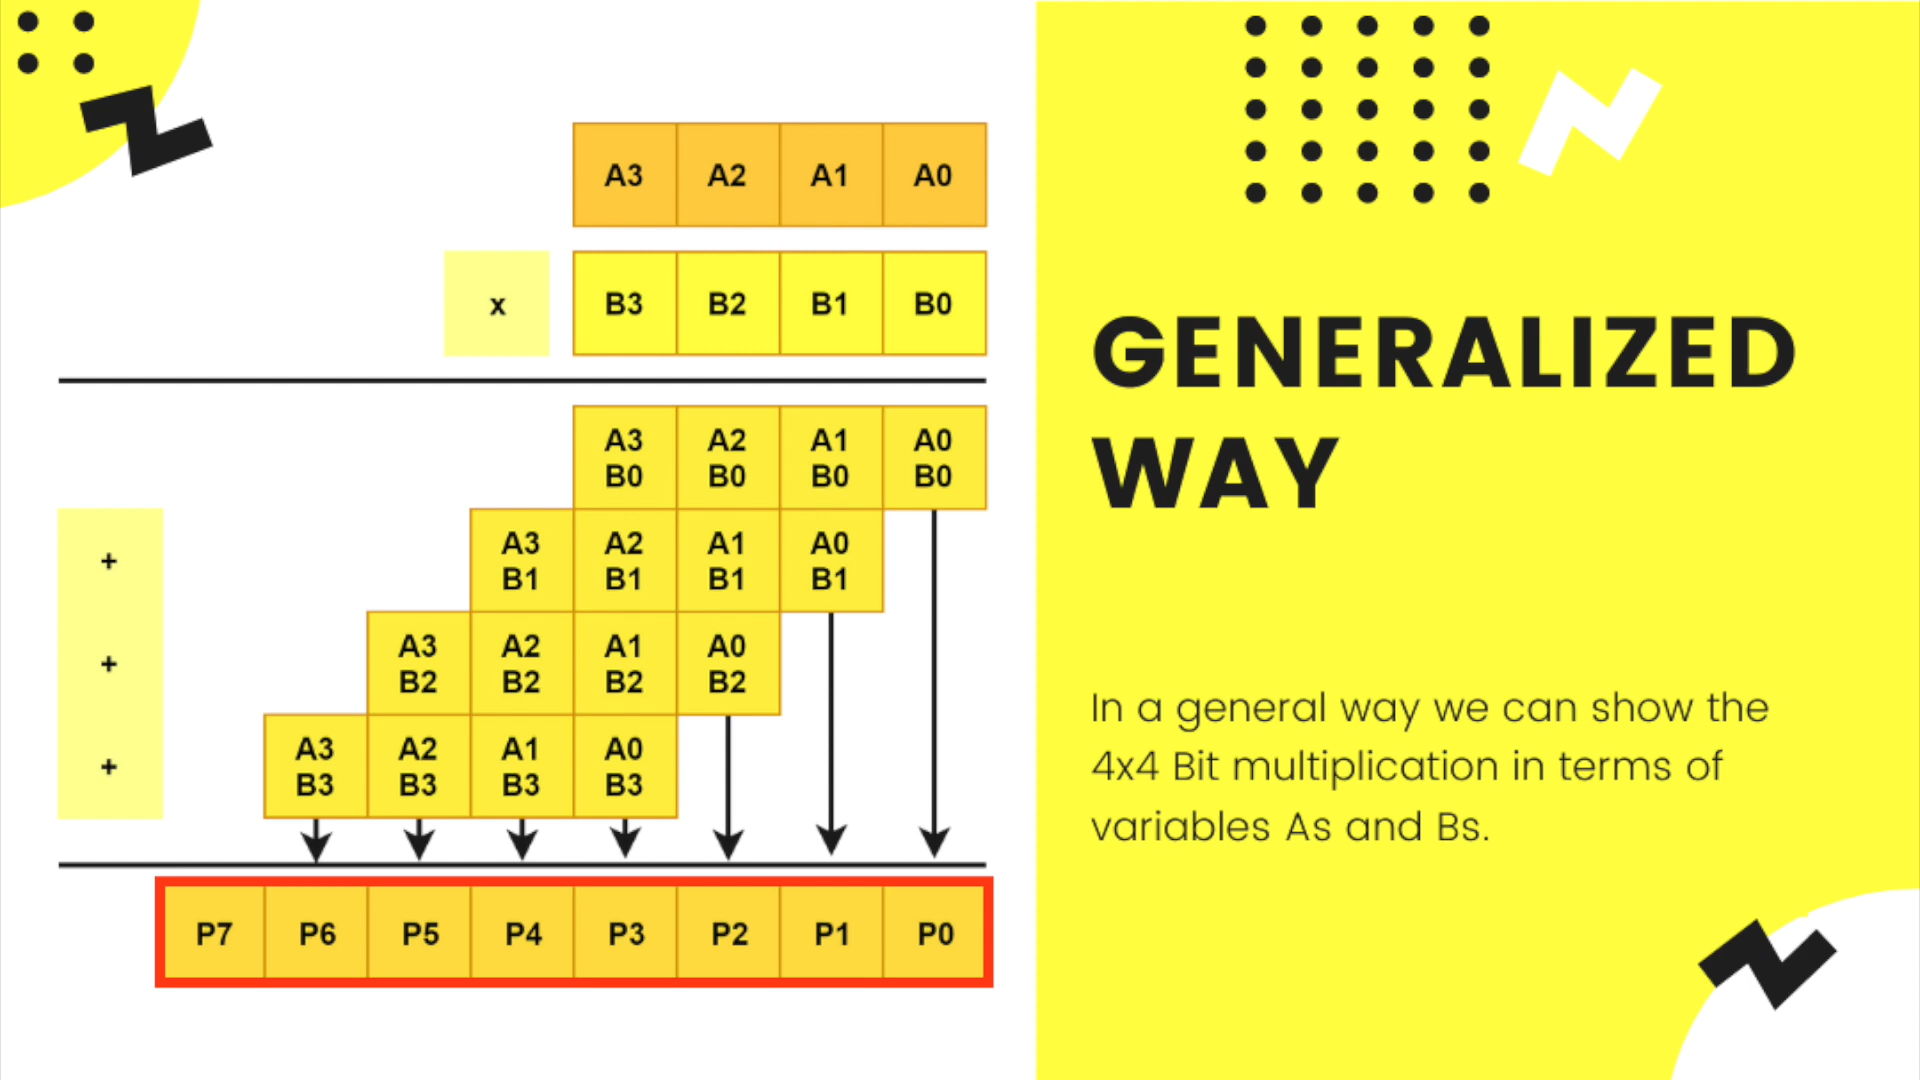 A3 A2 A1 A0
x B3 B2 B1 B0
A3 A2 A1 A0
B0 B0 B0 B0
+ A3 A2 A1 A0
B1 B1 B1 B1
+ A3 A2 A1 A0
B2 B2 B2 B2
+ A3 A2 A1 A0
B3 B3 B3 B3
P7 P6 P5 P4 P3 P2 P1 P0
GENERALIZED
WAY
In a general way we can show the
4x4 Bit multiplication in terms of
variables As and Bs.